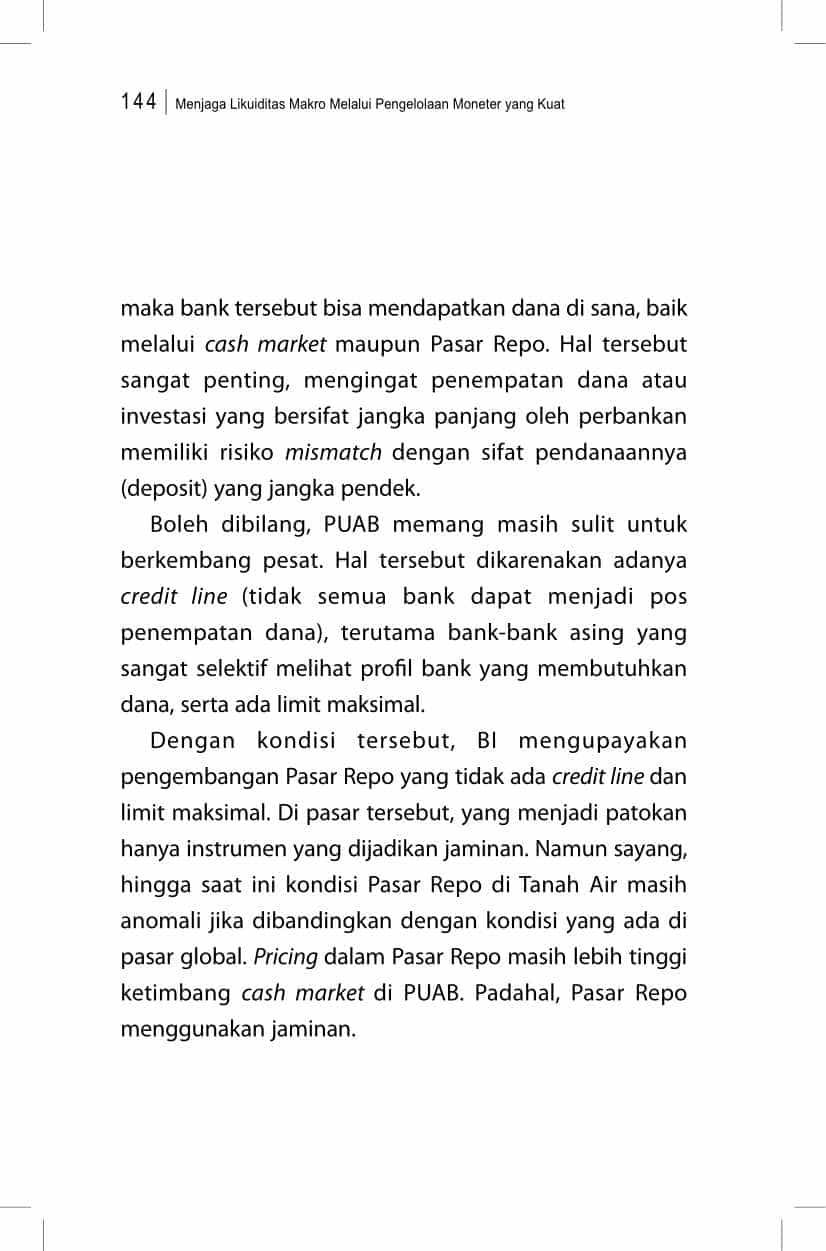 144 Menjaga Likuiditas Makro Melalui Pengelolaan Moneter yang Kuat
maka bank tersebut bisa mendapatkan dana di sana, baik
melalui cash market maupun Pasar Repo. Hal tersebut
sangat penting, mengingat penempatan dana atau
investasi yang bersifat jangka panjang oleh perbankan
memiliki risiko mismatch dengan sifat pendanaannya
(deposit) yang jangka pendek.
Boleh dibilang, PUAB memang masih sulit untuk
berkembang pesat. Hal tersebut dikarenakan adanya
credit line (tidak semua bank dapat menjadi pos
penempatan dana), terutama bank-bank asing yang
sangat selektif melihat profil bank yang membutuhkan
dana, serta ada limit maksimal.
Dengan kondisi tersebut, BI mengupayakan
pengembangan Pasar Repo yang tidak ada credit line dan
limit maksimal. Di pasar tersebut, yang menjadi patokan
hanya instrumen yang dijadikan jaminan. Namun sayang,
hingga saat ini kondisi Pasar Repo di Tanah Air masih
anomali jika dibandingkan dengan kondisi yang ada di
pasar global. Pricing dalam Pasar Repo masih lebih tinggi
ketimbang cash market di PUAB. Padahal, Pasar Repo
menggunakan jaminan.